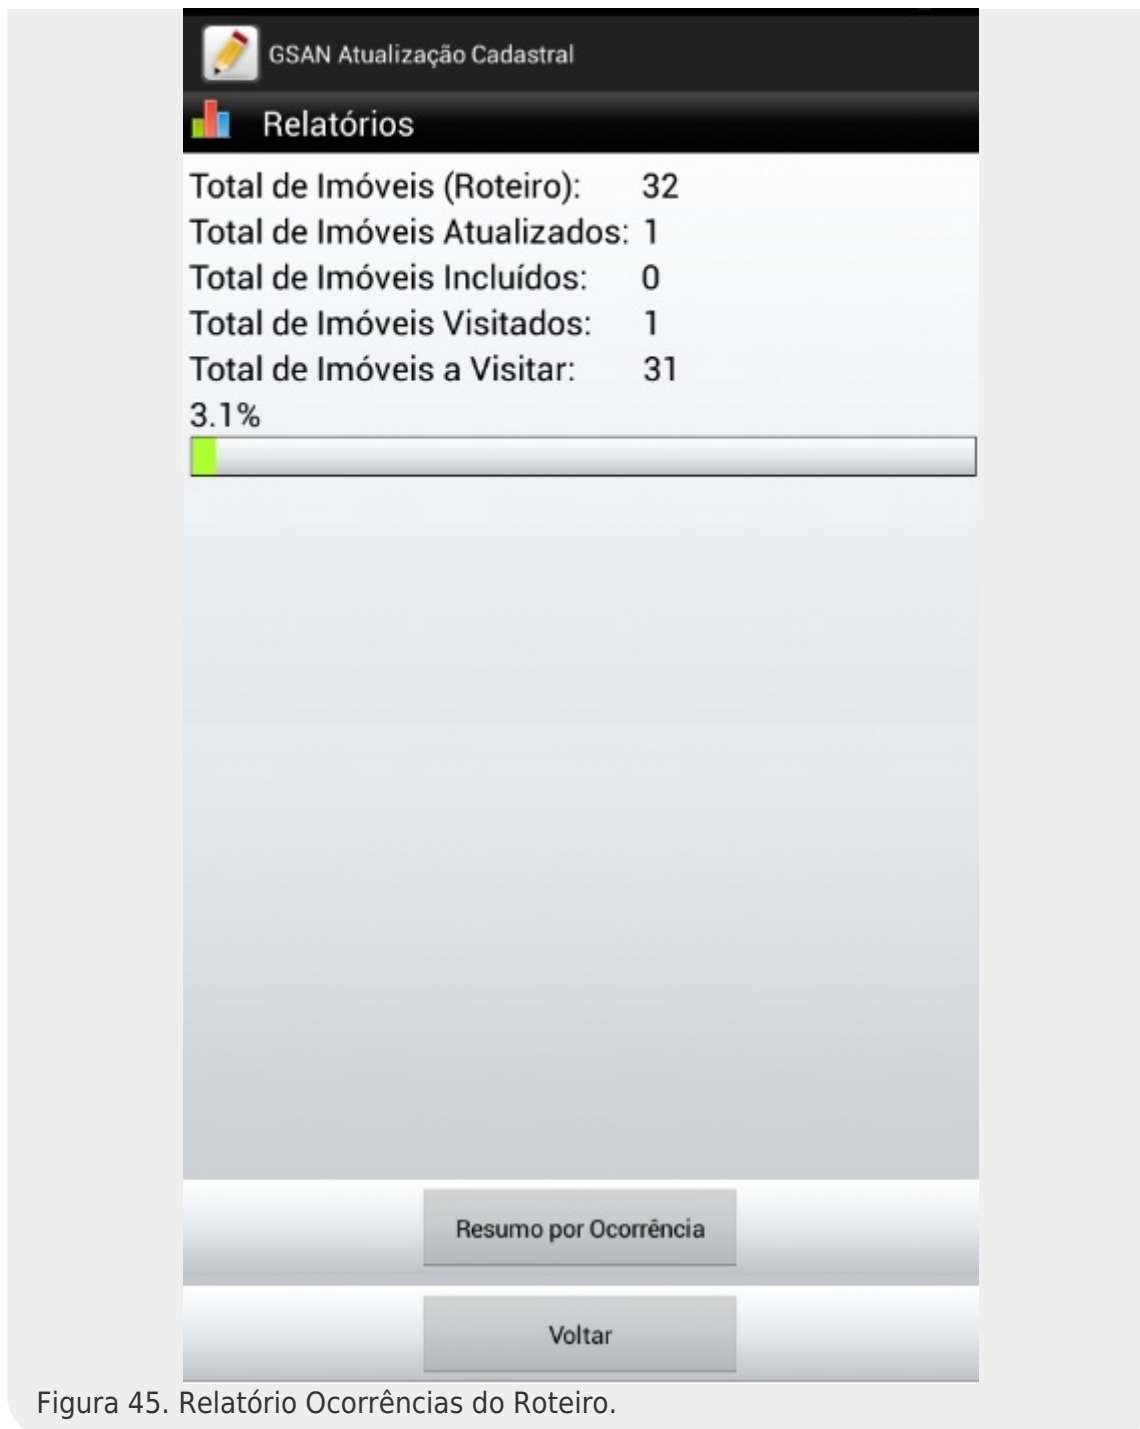 GSAN Atualização Cadastral
Relatórios
Total de Imóveis (Roteiro): 32
Total de Imóveis Atualizados: 1
Total de Imóveis Incluídos: 0
Total de Imóveis Visitados: 1
Total de Imóveis a Visitar: 31
3.1%
Resumo por Ocorrência
Voltar
Figura 45. Relatório Ocorrências do Roteiro.